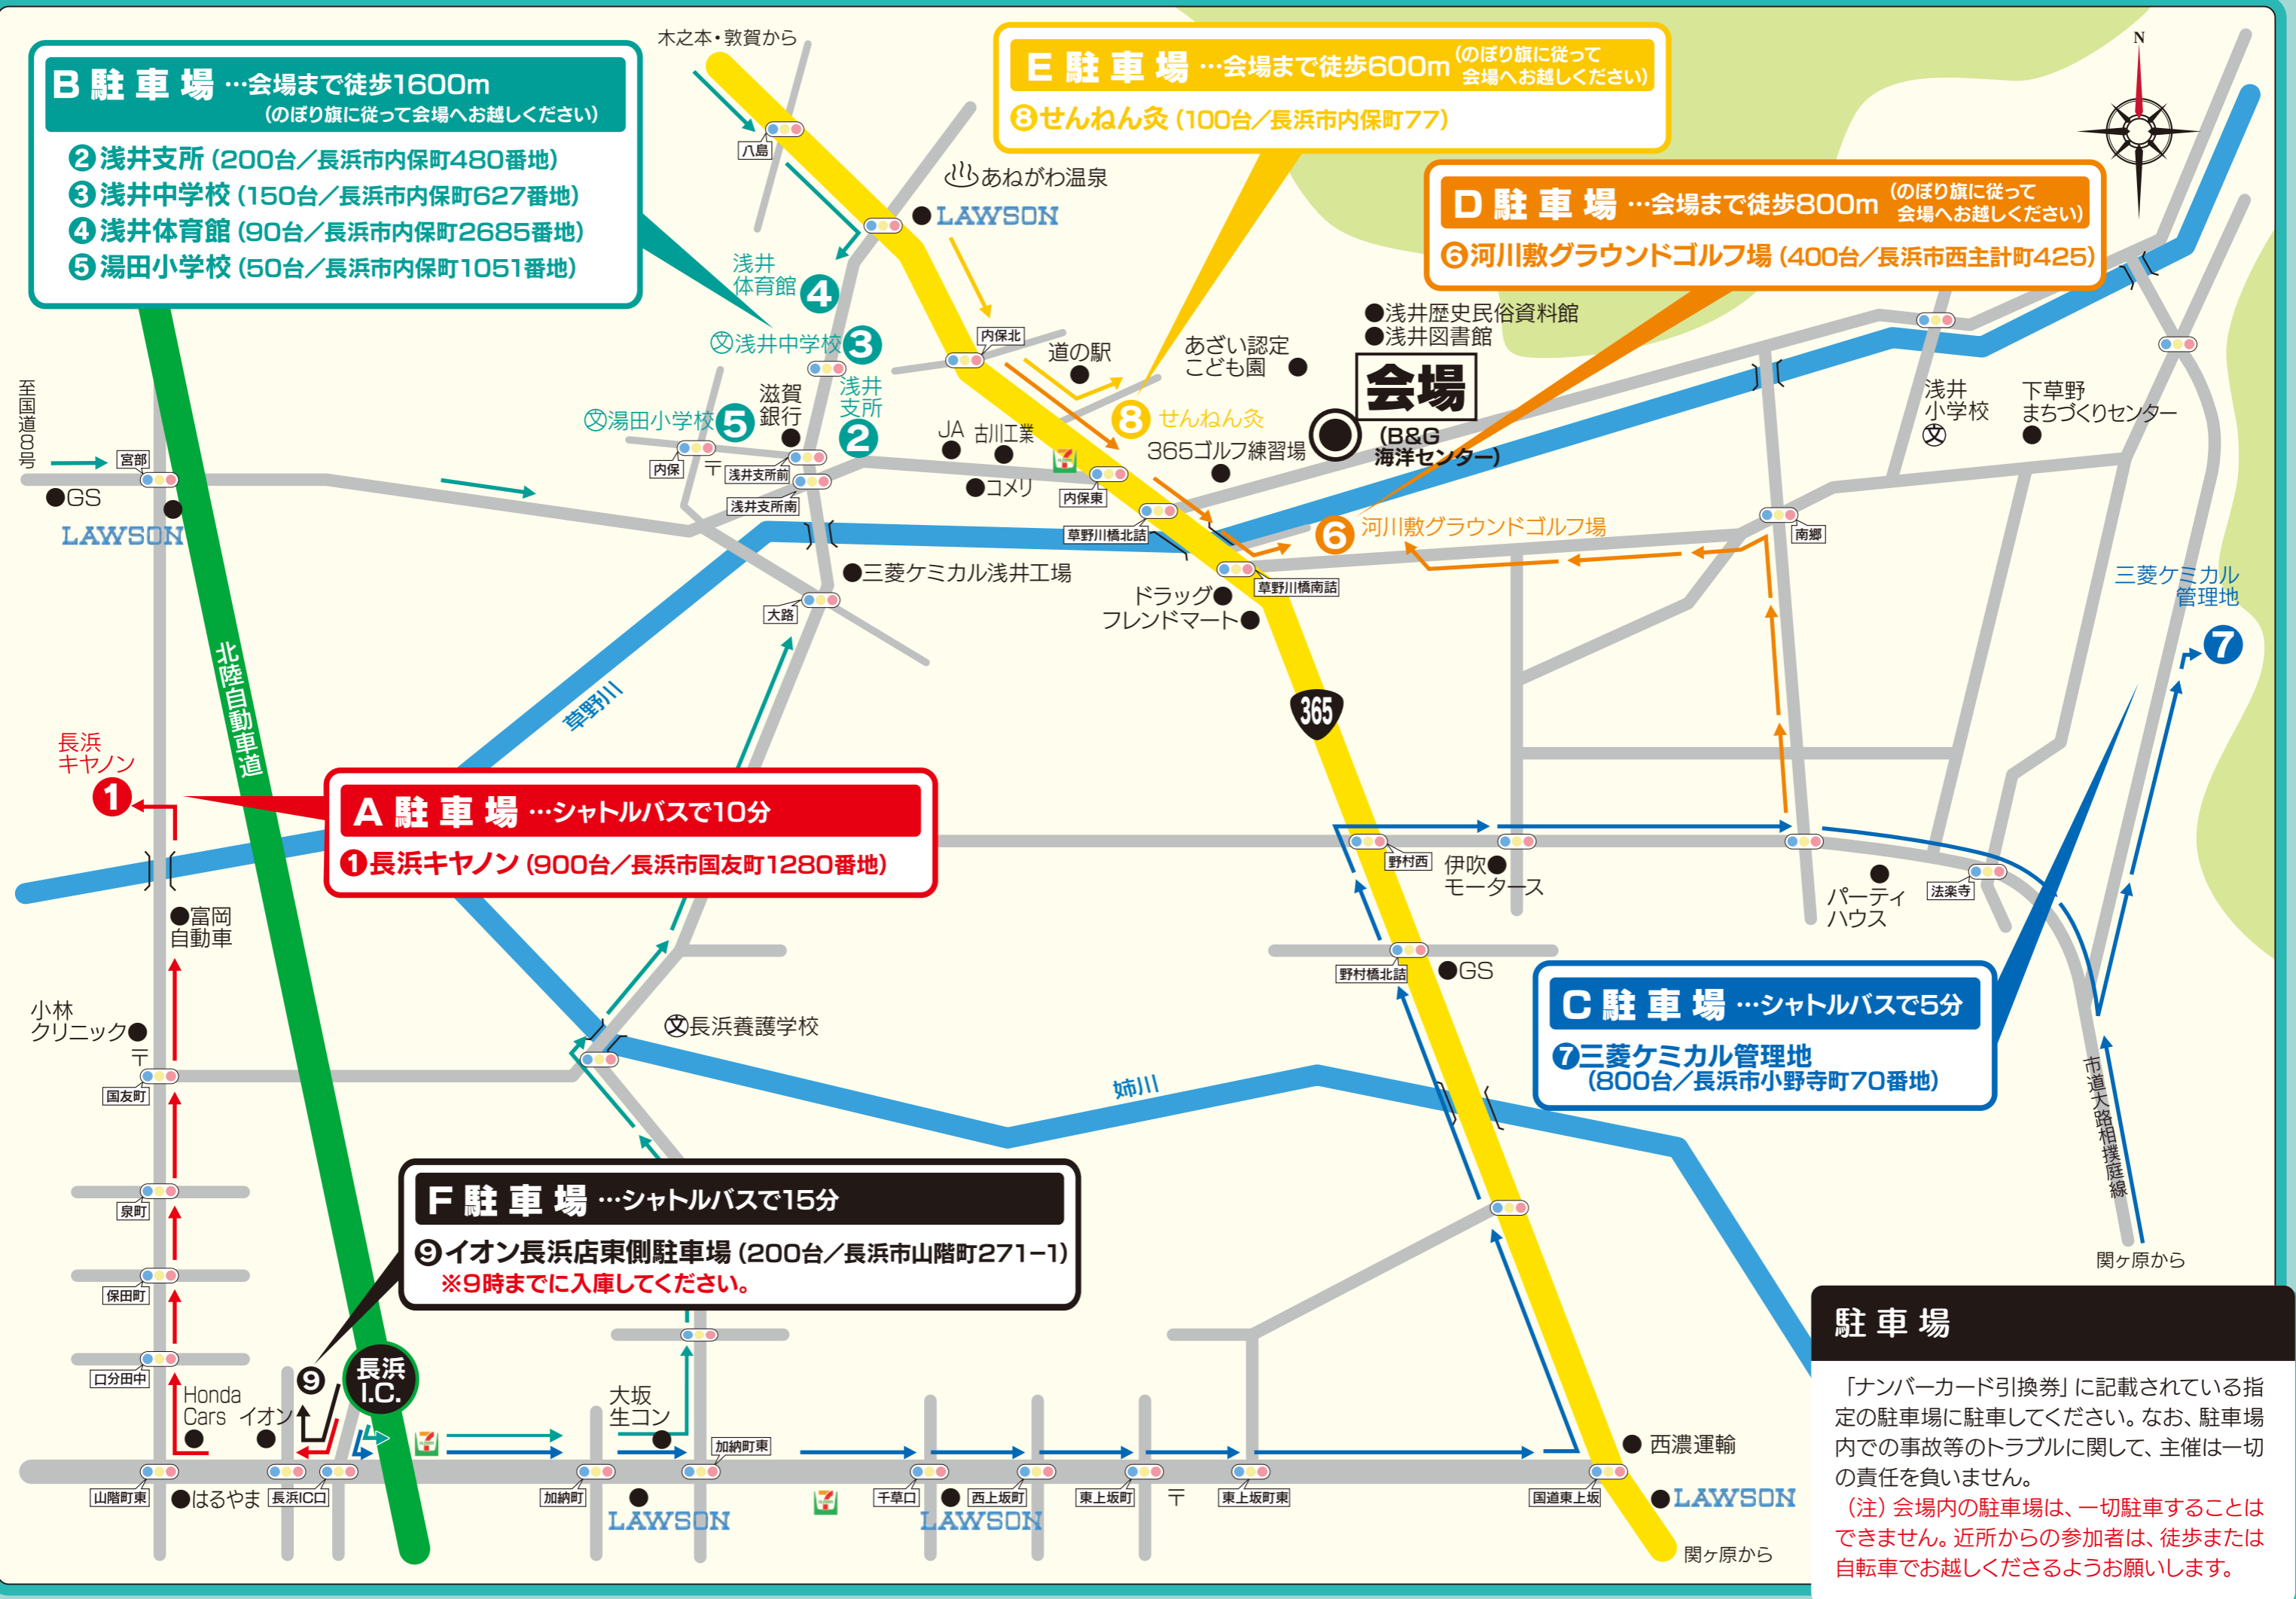 木之本・敦賀から
B 駐 車 場 …会場まで徒歩1600m
(のぼり旗に従って会場へお越しください)
❷浅井支所 (200台／長浜市内保町480番地)
❸浅井中学校 (150台／長浜市内保町627番地)
❹浅井体育館 (90台／長浜市内保町2685番地)
❺湯田小学校 (50台／長浜市内保町1051番地)
E 駐 車 場 …会場まで徒歩600m (のぼり旗に従って
会場へお越しください)
❽せんねん灸 (100台／長浜市内保町77)
N
D 駐 車 場 …会場まで徒歩800m (のぼり旗に従って
会場へお越しください)
❻河川敷グラウンドゴルフ場 (400台／長浜市西主計町425)
八島
あねがわ温泉
LAWSON
浅井
体育館 ❹
㊛浅井中学校 ❸
内保北
道の駅
あざい認定
こども園
浅井歴史民俗資料館
浅井図書館
会場
(B&G
海洋センター)
至国道8号
宮部
GS
LAWSON
文湯田小学校 ❺
滋賀
銀行
浅井
支所
❷
内保
〒
浅井支所前
浅井支所南
JA
古川工業
コメリ
7
内保東
❽ せんねん灸
365ゴルフ練習場
草野川橋北詰
❻ 河川敷グラウンドゴルフ場
草野川橋南詰
南郷
浅井
小学校
文
下草野
まちづくりセンター
三菱ケミカル浅井工場
大路
ドラッグ
フレンドマート
三菱ケミカル
管理地
❼
北陸自動車道
草野川
365
長浜
キヤノン
❶
A 駐 車 場 …シャトルバスで10分
❶長浜キヤノン (900台／長浜市国友町1280番地)
野村西
伊吹
モータース
パーティ
ハウス
法楽寺
富岡
自動車
野村橋北詰
GS
小林
クリニック
〒
国友町
文長浜養護学校
姉川
C 駐 車 場 …シャトルバスで5分
❼三菱ケミカル管理地
(800台／長浜市小野寺町70番地)
市道大路相撲庭線
関ヶ原から
泉町
保田町
口分田中
F 駐 車 場 …シャトルバスで15分
❾イオン長浜店東側駐車場 (200台／長浜市山階町271−1)
※9時までに入庫してください。
❾
長浜
I.C.
Honda
Cars
イオン
7
大坂
生コン
加納町東
西濃運輸
山階町東
はるやま
長浜IC口
加納町
LAWSON
7
千草口
LAWSON
西上坂町
東上坂町
〒
東上坂町東
国道東上坂
LAWSON
関ヶ原から
駐 車 場
「ナンバーカード引換券」に記載されている指
定の駐車場に駐車してください。なお、駐車場
内での事故等のトラブルに関して、主催は一切
の責任を負いません。
（注）会場内の駐車場は、一切駐車することは
できません。近所からの参加者は、徒歩または
自転車でお越しくださるようお願いします。